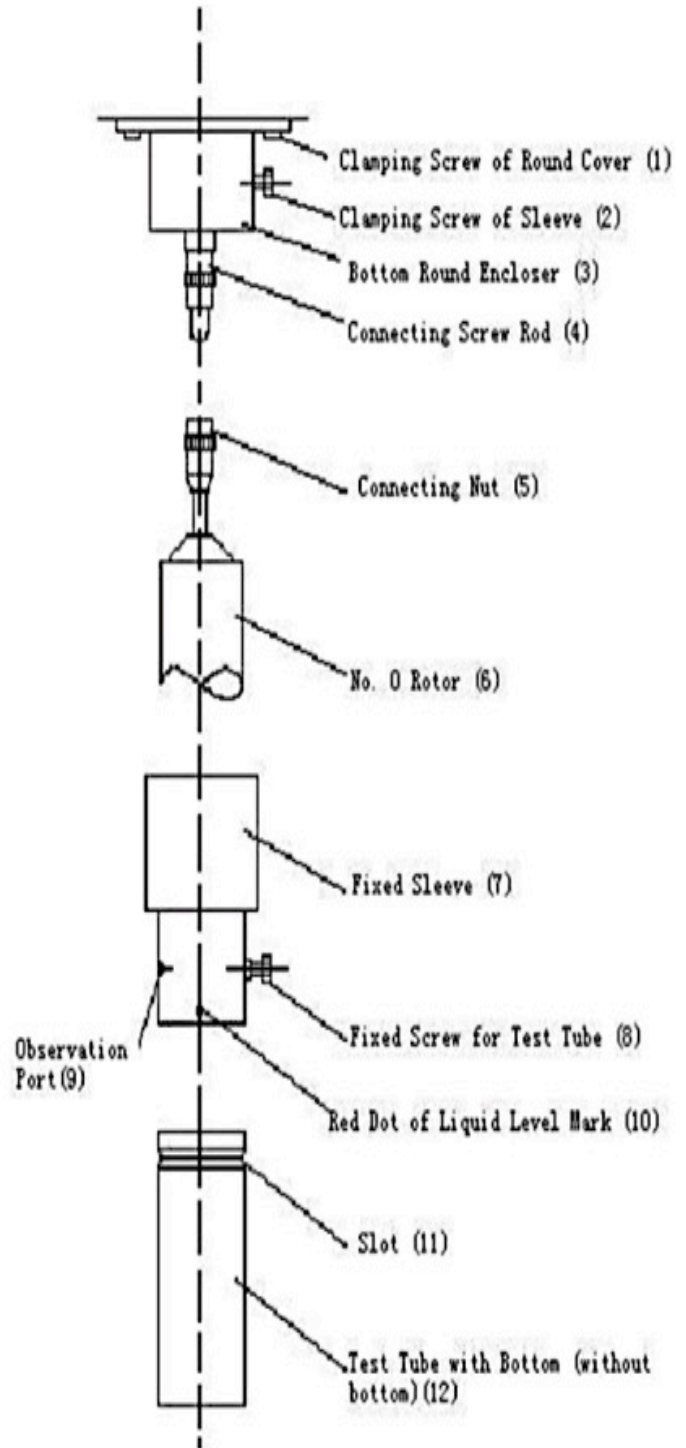 Clamping Screw of Round Cover (1)
Clamping Screw of Sleeve (2)
Bottom Round Encloser (3)
Connecting Screw Rod (4)
Connecting Nut (5)
No. 0 Rotor (6)
Fixed Sleeve (7)
Fixed Screw for Test Tube (8)
Observation
Port(9)
Red Dot of Liquid Level Mark (10)
Slot (11)
Test Tube with Bottom (without
bottom)(12)